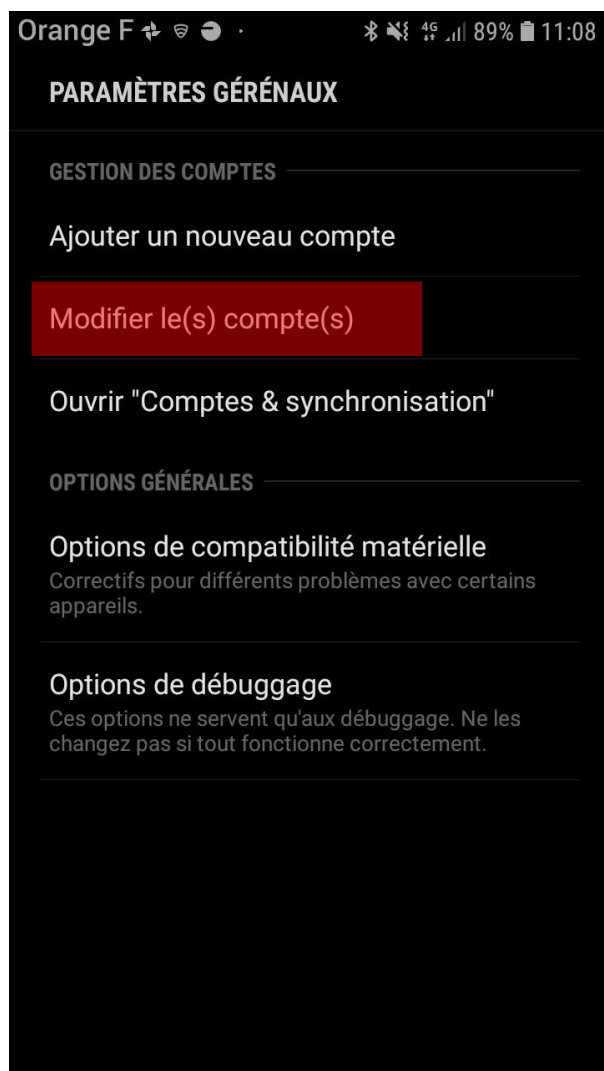 Orange F 4G 89% 11:08
PARAMÈTRES GÉRÉNAUX
GESTION DES COMPTES
Ajouter un nouveau compte
Modifier le(s) compte(s)
Ouvrir "Comptes & synchronisation"
OPTIONS GÉNÉRALES
Options de compatibilité matérielle
Correctifs pour différents problèmes avec certains
appareils.
Options de débuggage
Ces options ne servent qu'aux débuggage. Ne les
changez pas si tout fonctionne correctement.